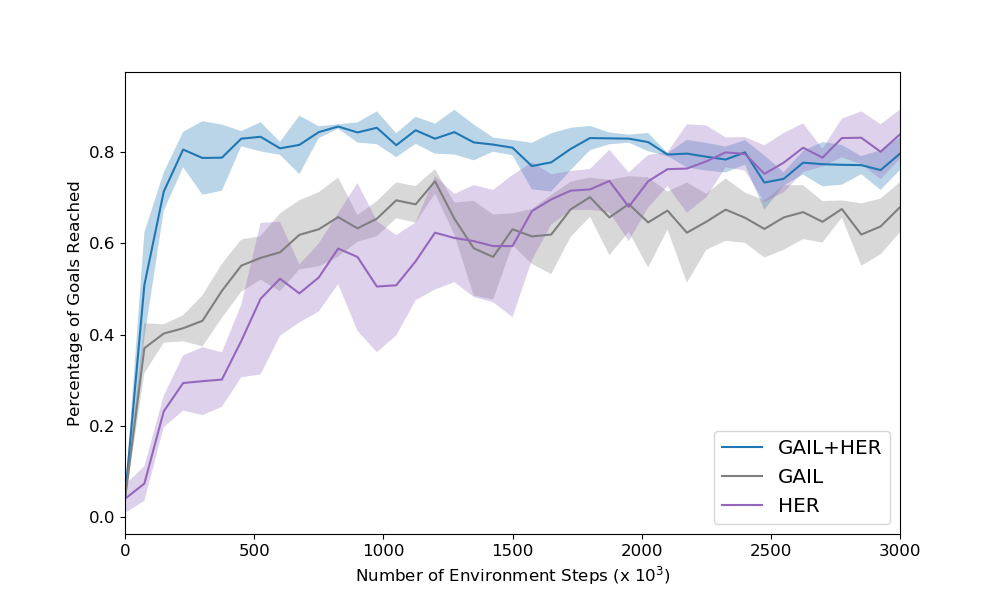 Percentage of Goals Reached
0.8
0.6
0.4
0.2
0.0
GAIL+HER
GAIL
HER
0 500 1000 1500 2000 2500 3000
Number of Environment Steps (x 10³)